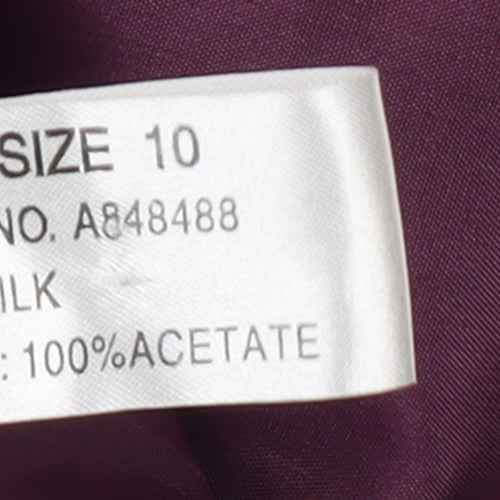 SIZE 10
NO. A848488
ILK
: 100%ACETATE